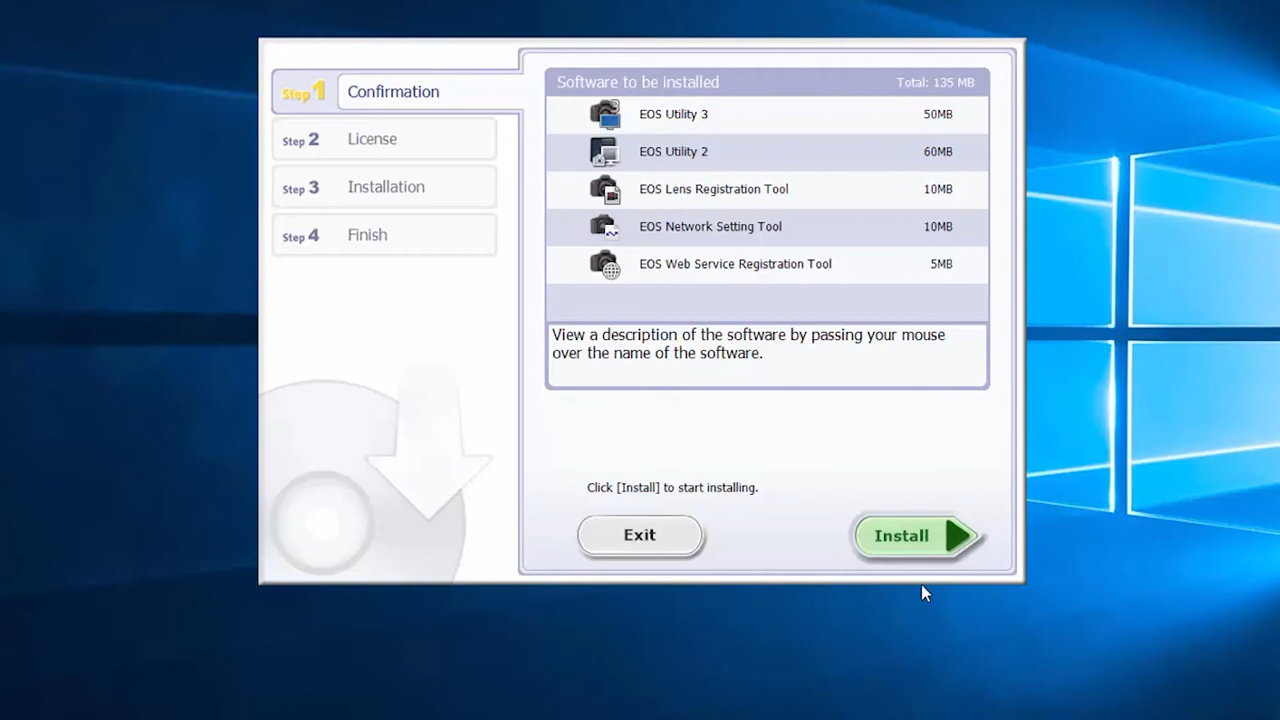 Step 1 Confirmation
Step 2 License
Step 3 Installation
Step 4 Finish
Software to be installed Total: 135 MB
EOS Utility 3 50MB
EOS Utility 2 60MB
EOS Lens Registration Tool 10MB
EOS Network Setting Tool 10MB
EOS Web Service Registration Tool 5MB
View a description of the software by passing your mouse
over the name of the software.
Click [Install] to start installing.
Exit Install